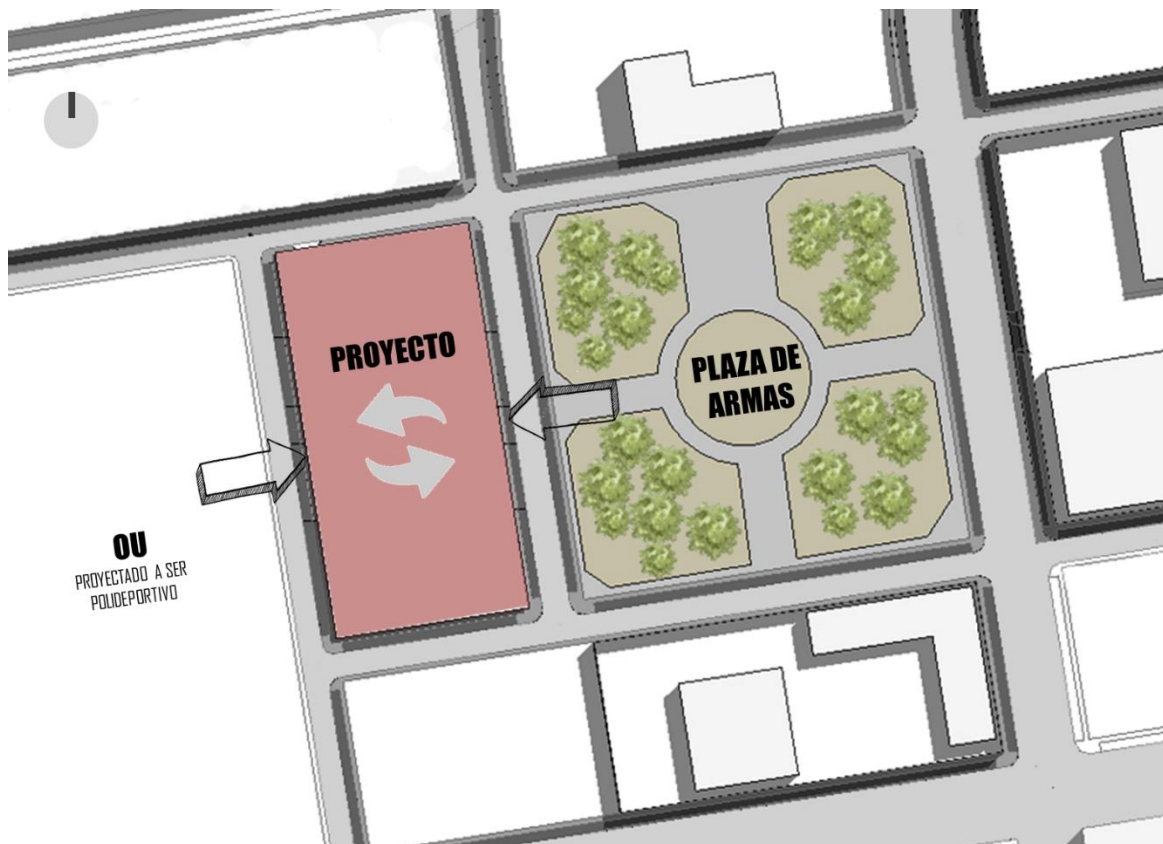 PROYECTO
PLAZA DE
ARMAS
OU
PROYECTADO A SER
POLIDEPORTIVO